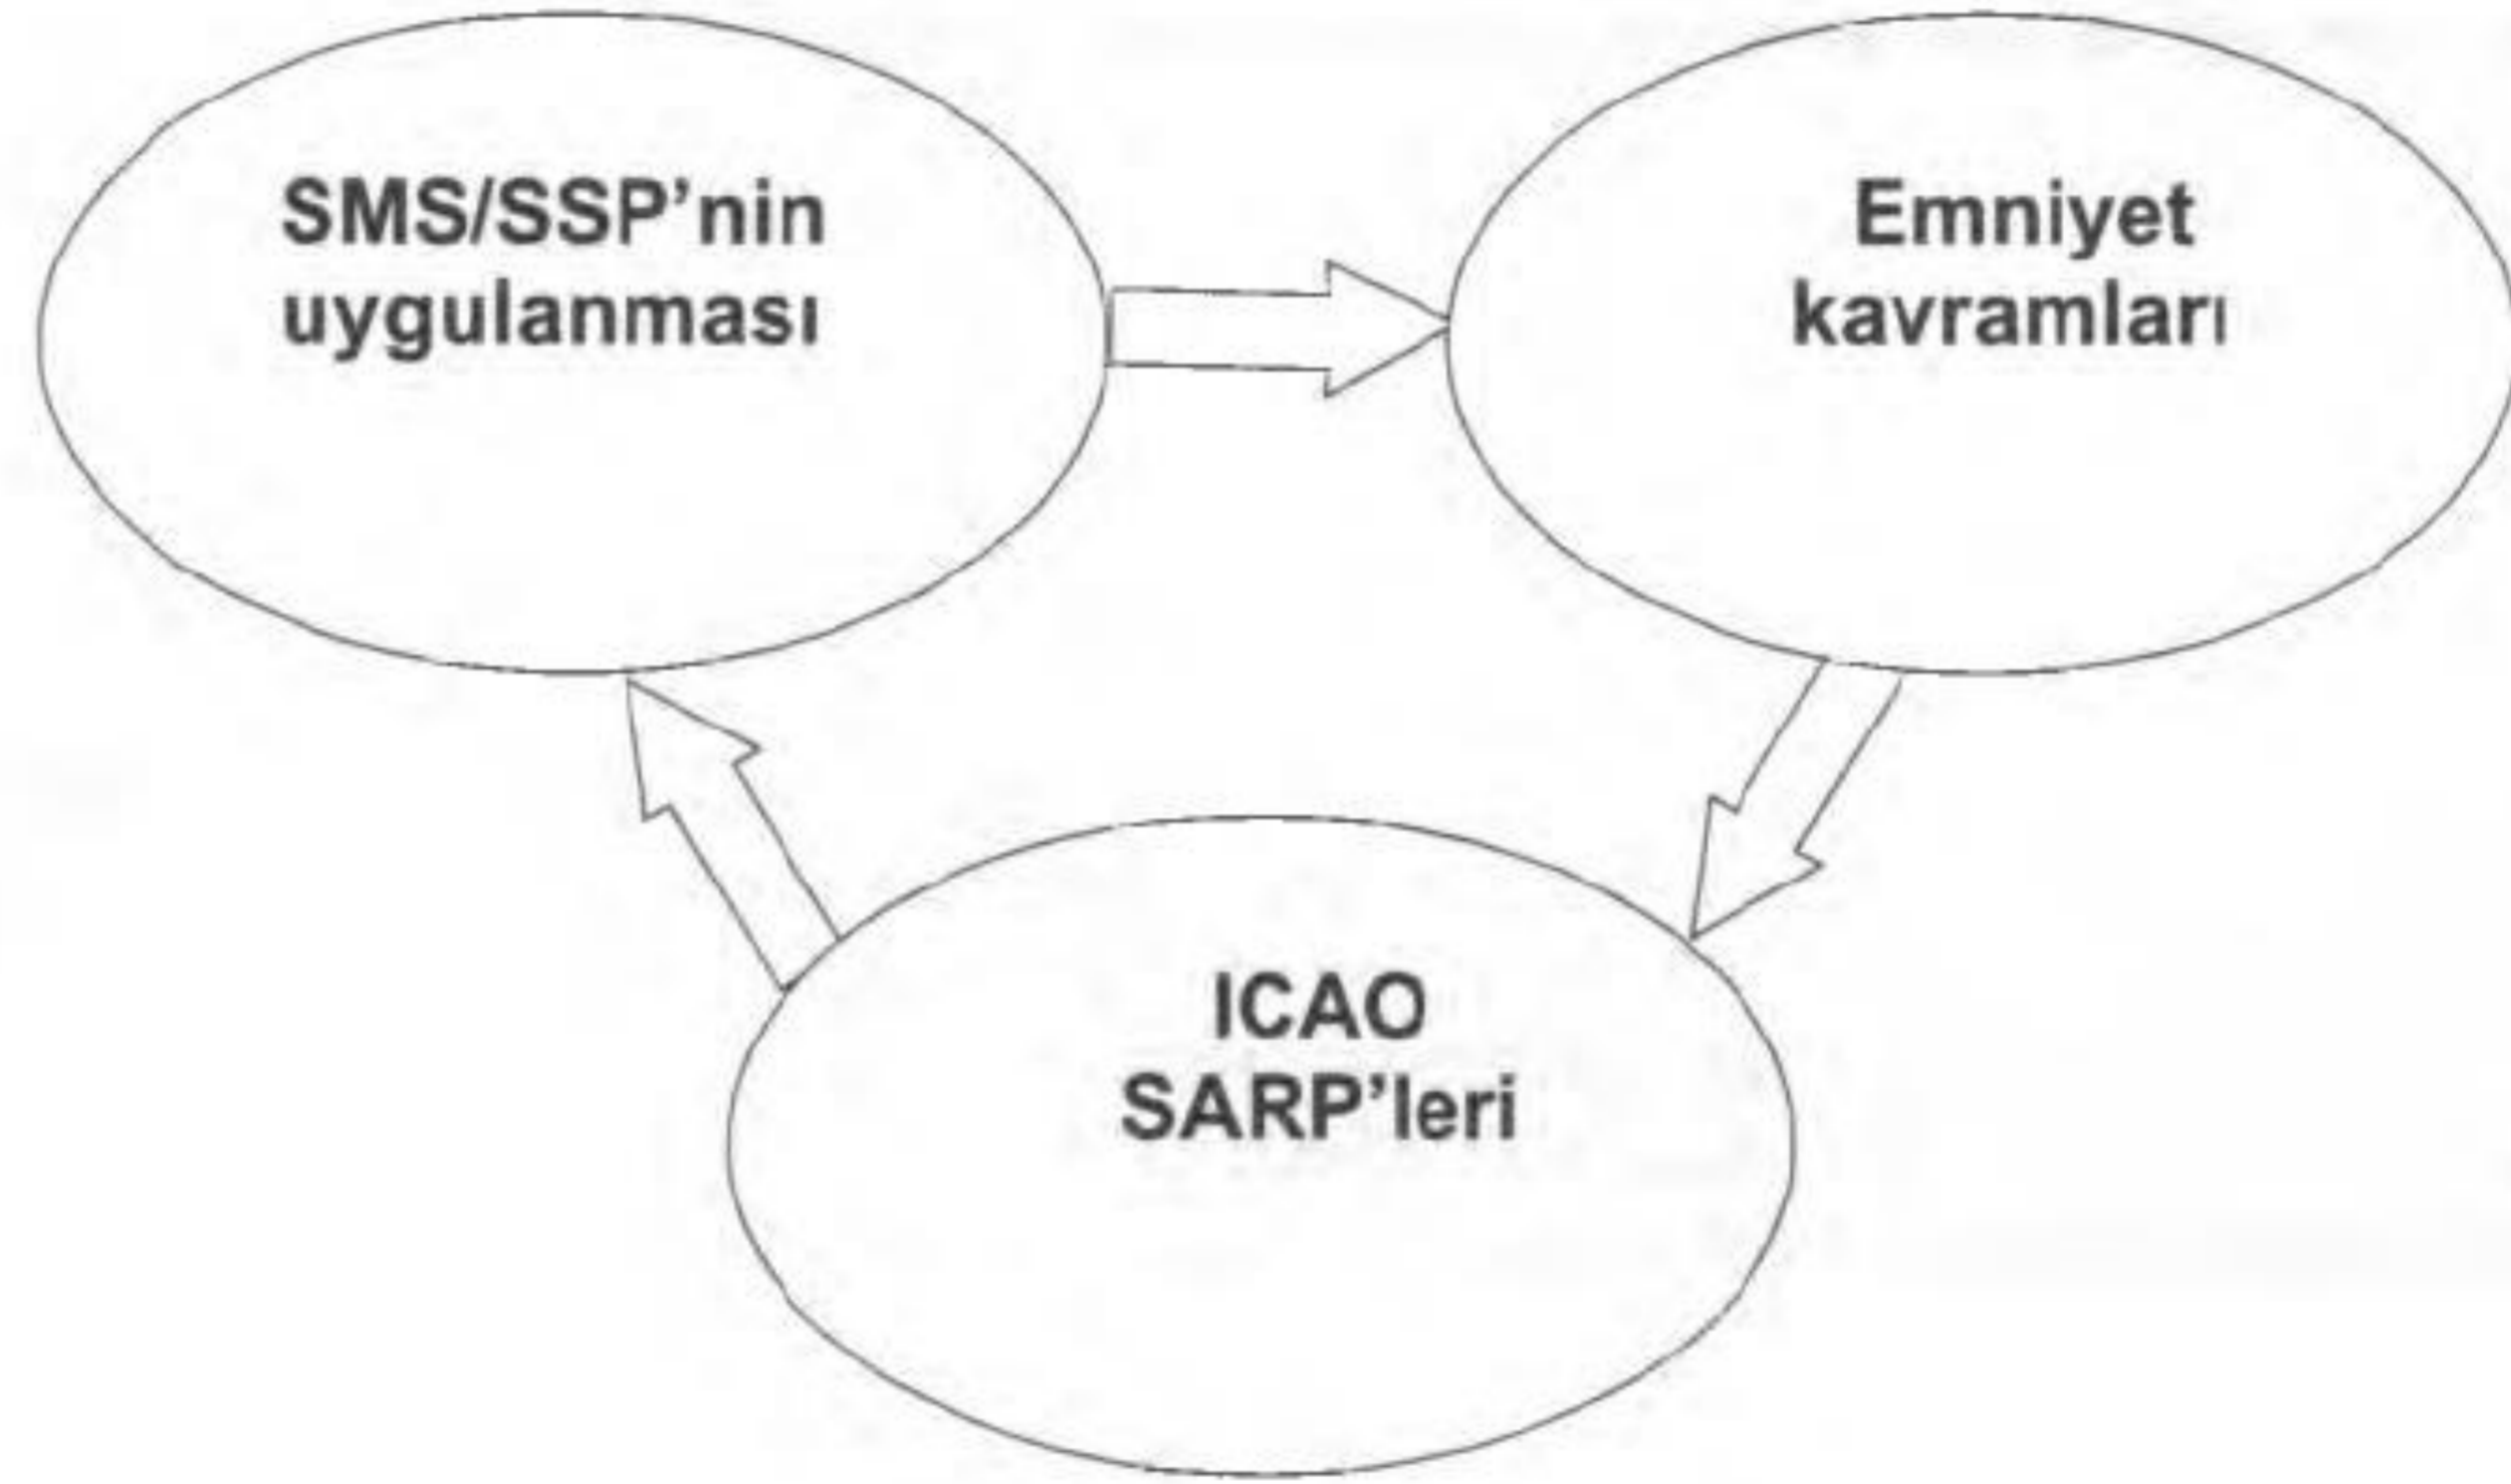 SMS/SSP’nin
uygulanması
Emniyet
kavramları
ICAO
SARP’leri